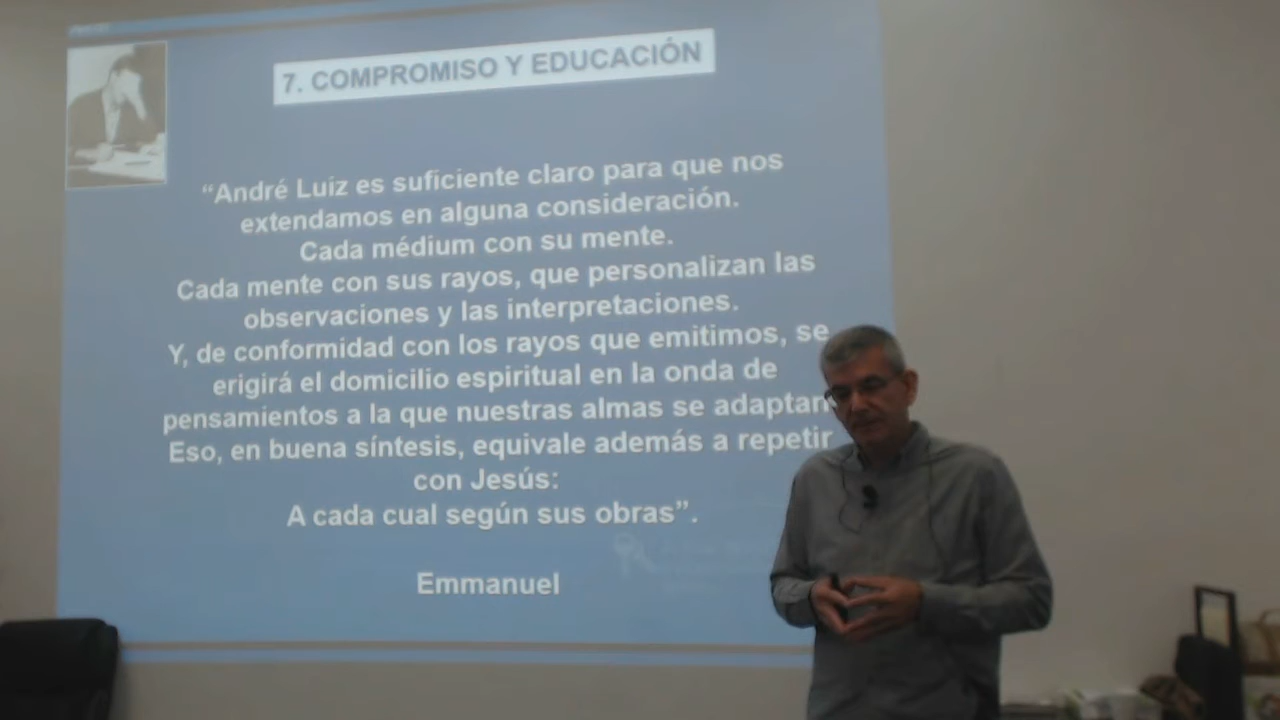 7. COMPROMISO Y EDUCACIÓN
“André Luiz es suficiente claro para que nos
extendamos en alguna consideración.
Cada médium con su mente.
Cada mente con sus rayos, que personalizan las
observaciones y las interpretaciones.
Y, de conformidad con los rayos que emitimos, se
erigirá el domicilio espiritual en la onda de
pensamientos a la que nuestras almas se adaptan
Eso, en buena síntesis, equivale además a repetir
con Jesús:
A cada cual según sus obras”.
Emmanuel